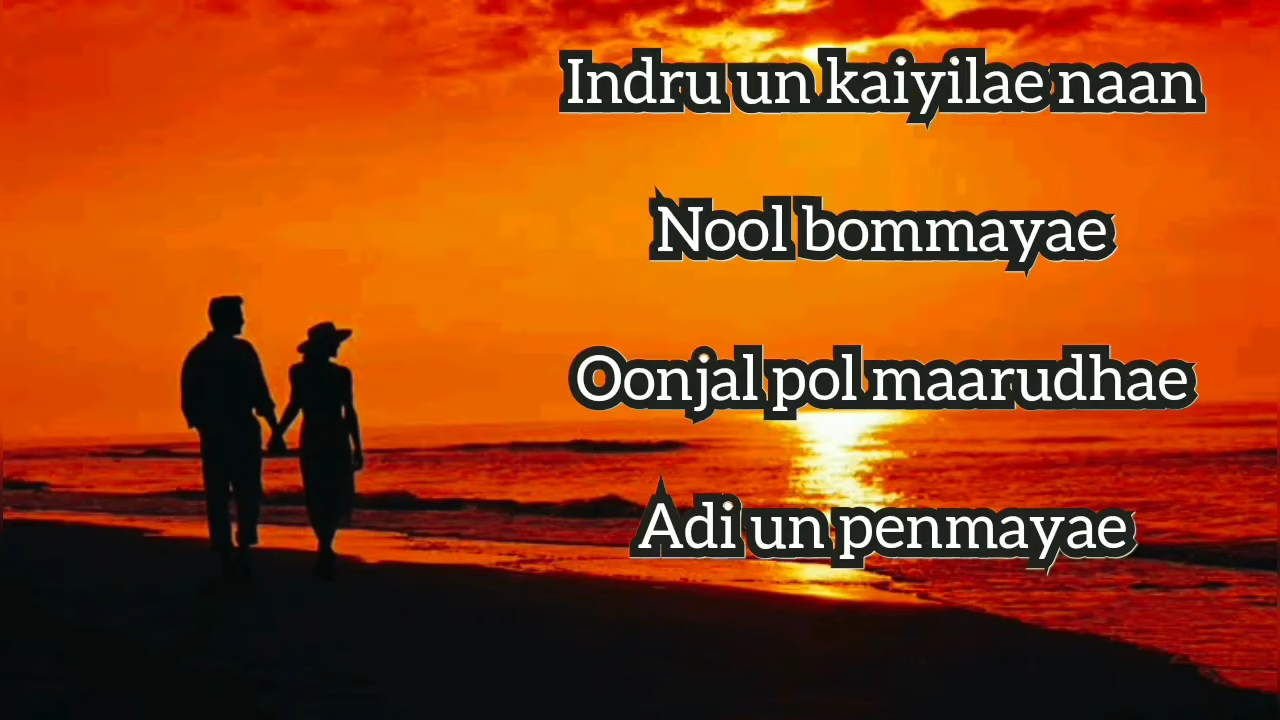 Indru un kaiyilae naan
Nool bommayae
Oonjal pol maarudhae
Adi un penmayae